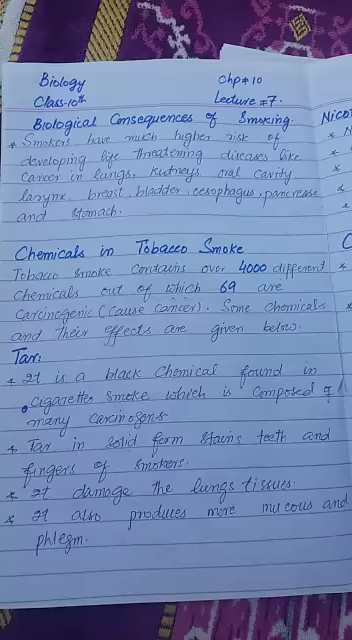 Biology
Chp# 10
Class-10th
Lecture #7.
Biological Consequences of Smoking.
* Smokers have much higher risk of
developing life threatening diseases like
cancer in lungs, kidneys oral cavity
larynx, breast, bladder, oesophagus, pancrease
and stomach.
Chemicals in Tobacco Smoke
Tobacco smoke contains over 4000 different
chemicals out of which 69 are
Carcinogenic (cause cancer). Some chemicals
and their effects are given below.
Tar:
* It is a black chemical found in
cigarette smoke which is composed of
many carcinogens
* Tar in solid form stains teeth and
fingers of smokers.
* It damage the lungs tissues.
* It also produces more mucous and
phlegm.
Nico